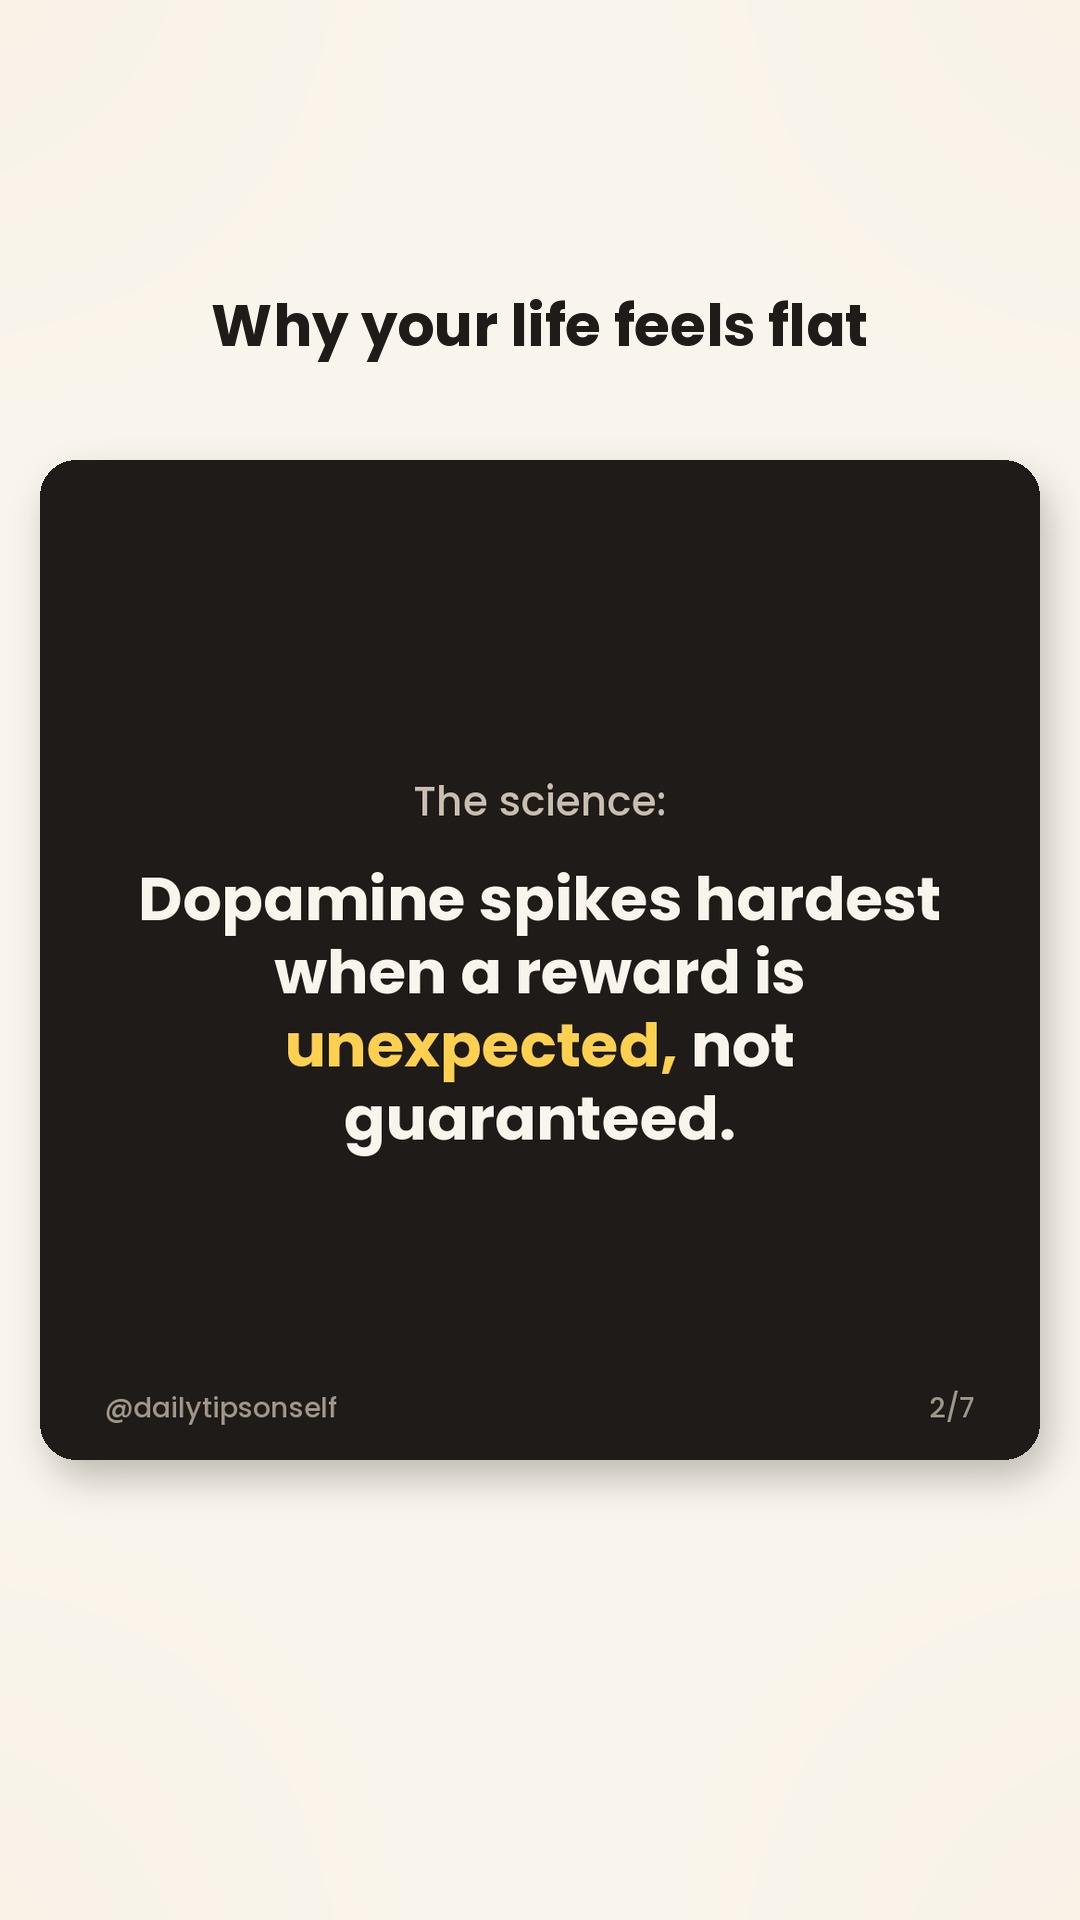 Why your life feels flat
The science:
Dopamine spikes hardest
when a reward is
unexpected, not
guaranteed.
@dailytipsonself
2/7